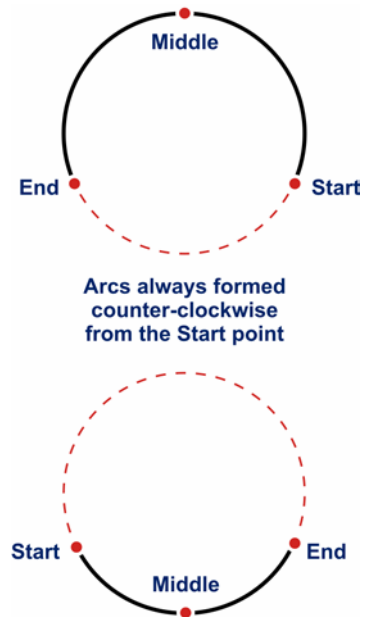 Middle
End
Start
Arcs always formed
counter-clockwise
from the Start point
Start
End
Middle